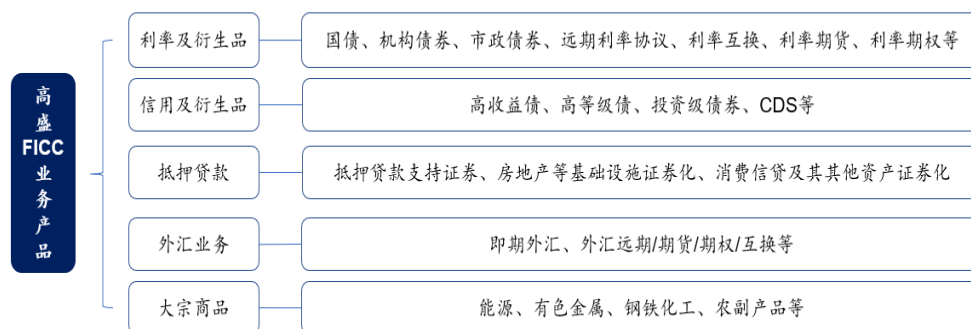 高盛FICC业务产品
利率及衍生品
国债、机构债券、市政债券、远期利率协议、利率互换、利率期货、利率期权等
信用及衍生品
高收益债、高等级债、投资级债券、CDS等
抵押贷款
抵押贷款支持证券、房地产等基础设施证券化、消费信贷及其其他资产证券化
外汇业务
即期外汇、外汇远期/期货/期权/互换等
大宗商品
能源、有色金属、钢铁化工、农副产品等